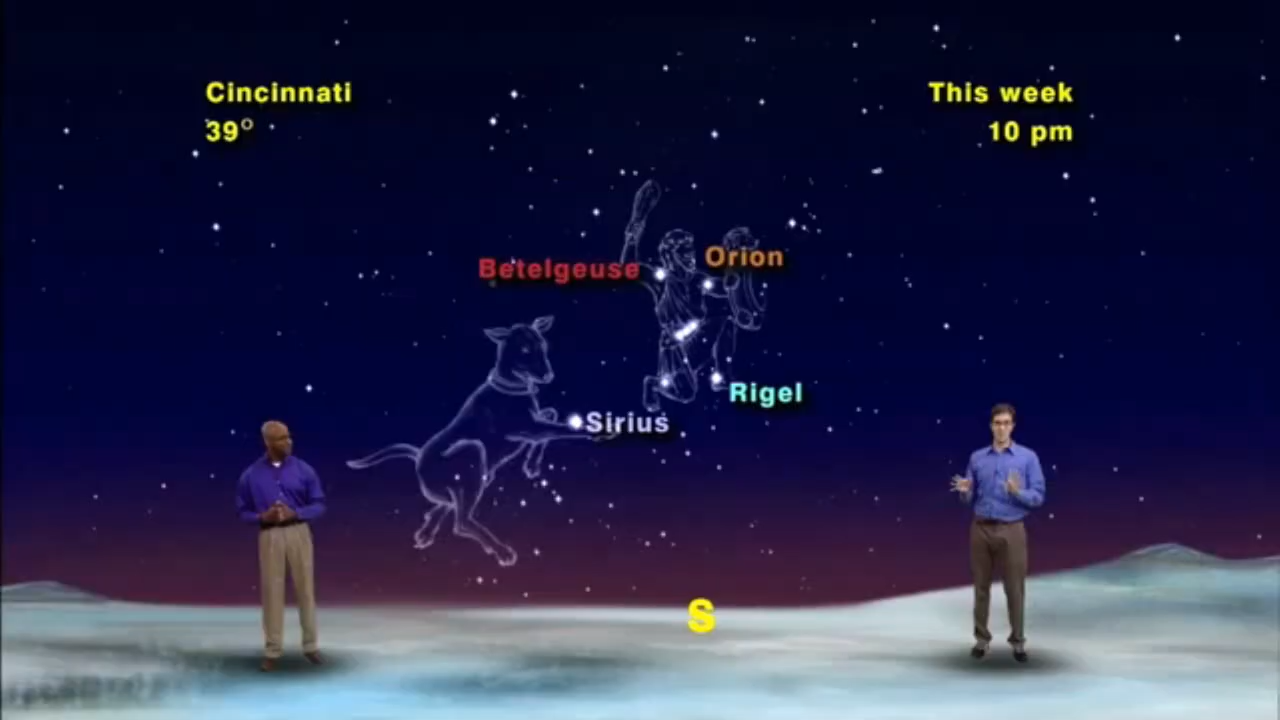 Cincinnati
39°
This week
10 pm
Betelgeuse
Orion
Rigel
Sirius
S